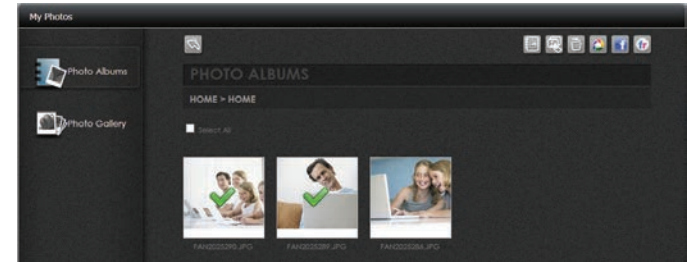 My Photos
Photo Albums
PHOTO ALBUMS
HOME > HOME
Select All
Photo Gallery